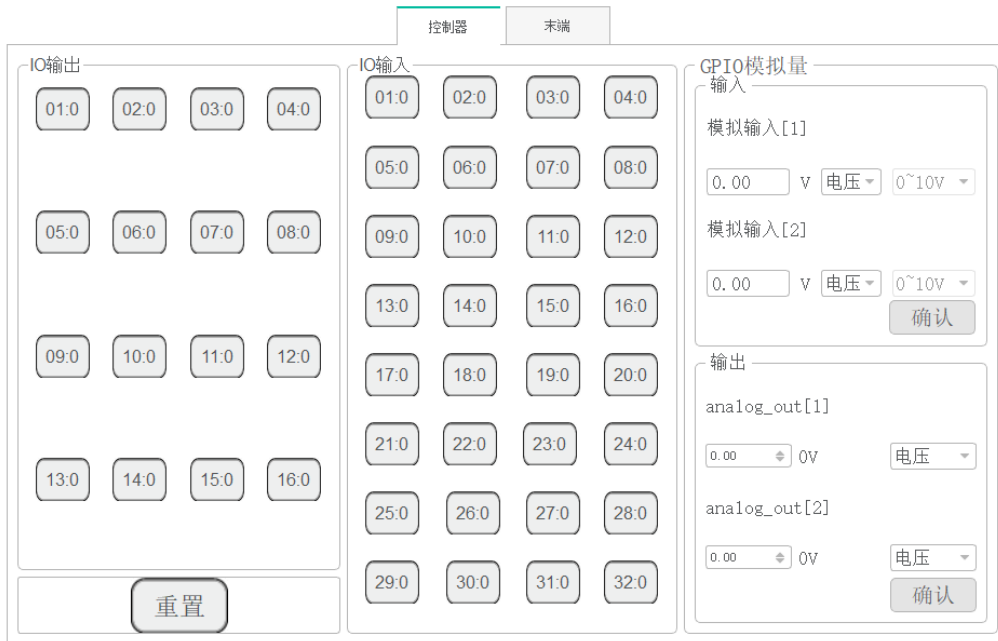 控制器 末端
IO输出
01:0 02:0 03:0 04:0
05:0 06:0 07:0 08:0
09:0 10:0 11:0 12:0
13:0 14:0 15:0 16:0
重置
IO输入
01:0 02:0 03:0 04:0
05:0 06:0 07:0 08:0
09:0 10:0 11:0 12:0
13:0 14:0 15:0 16:0
17:0 18:0 19:0 20:0
21:0 22:0 23:0 24:0
25:0 26:0 27:0 28:0
29:0 30:0 31:0 32:0
GPIO模拟量
输入
模拟输入[1]
0.00 V 电压 0~10V
模拟输入[2]
0.00 V 电压 0~10V
确认
输出
analog_out[1]
0.00 0V 电压
analog_out[2]
0.00 0V 电压
确认